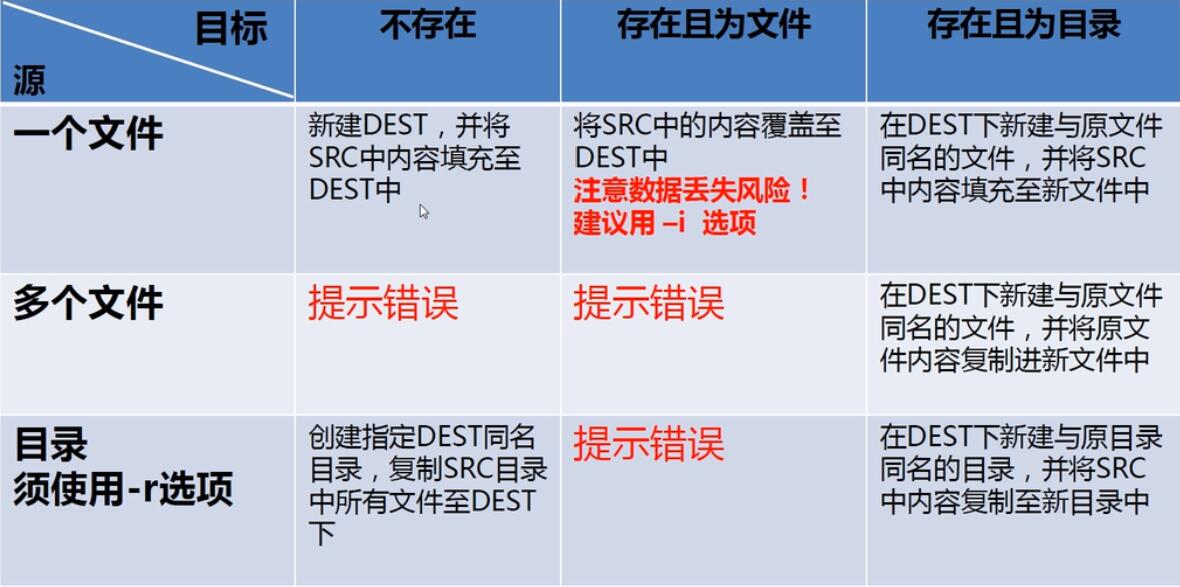 目标
源
不存在
存在且为文件
存在且为目录
一个文件
新建DEST，并将
SRC中内容填充至
DEST中
将SRC中的内容覆盖至
DEST中
注意数据丢失风险！
建议用 –i 选项
在DEST下新建与原文件
同名的文件，并将SRC
中内容填充至新文件中
多个文件
提示错误
提示错误
在DEST下新建与原文件
同名的文件，并将原文
件内容复制进新文件中
目录
须使用-r选项
创建指定DEST同名
目录，复制SRC目录
中所有文件至DEST
下
提示错误
在DEST下新建与原目录
同名的目录，并将SRC
中内容复制至新目录中